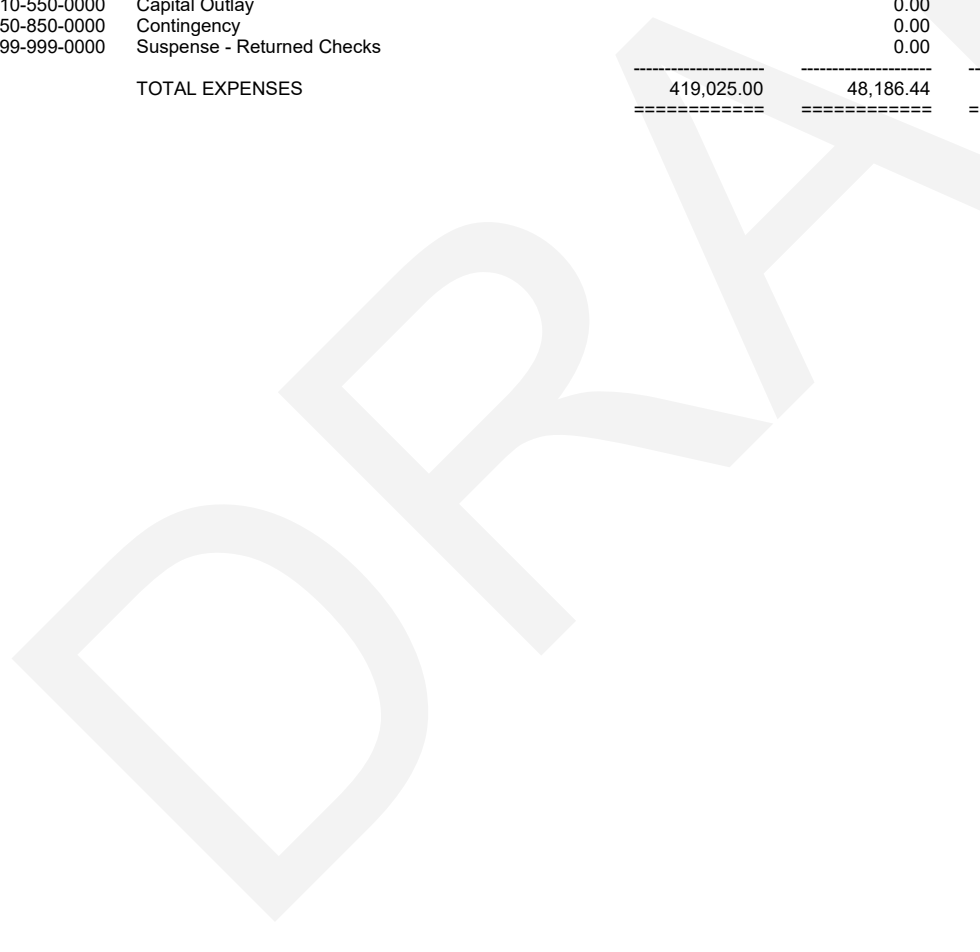 10-550-0000 Capital Outlay 0.00
50-850-0000 Contingency 0.00
99-999-0000 Suspense - Returned Checks 0.00
--------------------- --------------------- --
TOTAL EXPENSES 419,025.00 48,186.44
============ ============ =
DRA